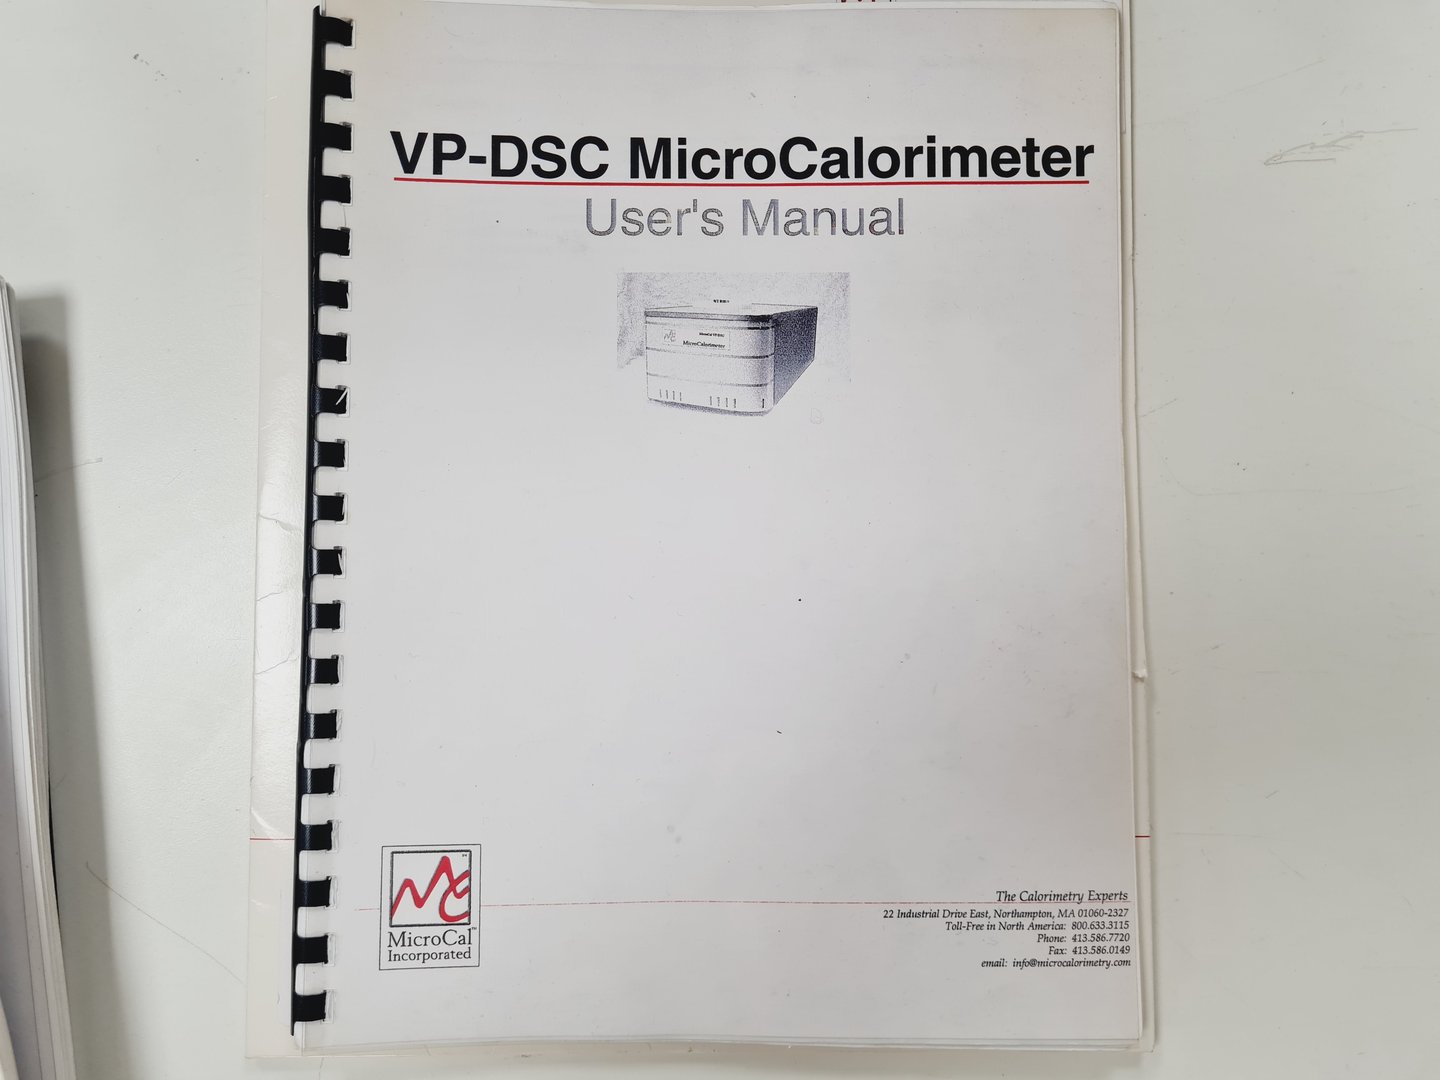 VP-DSC MicroCalorimeter
User's Manual
MicroCalorimeter
MicroCal™
Incorporated
The Calorimetry Experts
22 Industrial Drive East, Northampton, MA 01060-2327
Toll-Free in North America: 800.633.3115
Phone: 413.586.7720
Fax: 413.586.0149
email: info@microcalorimetry.com